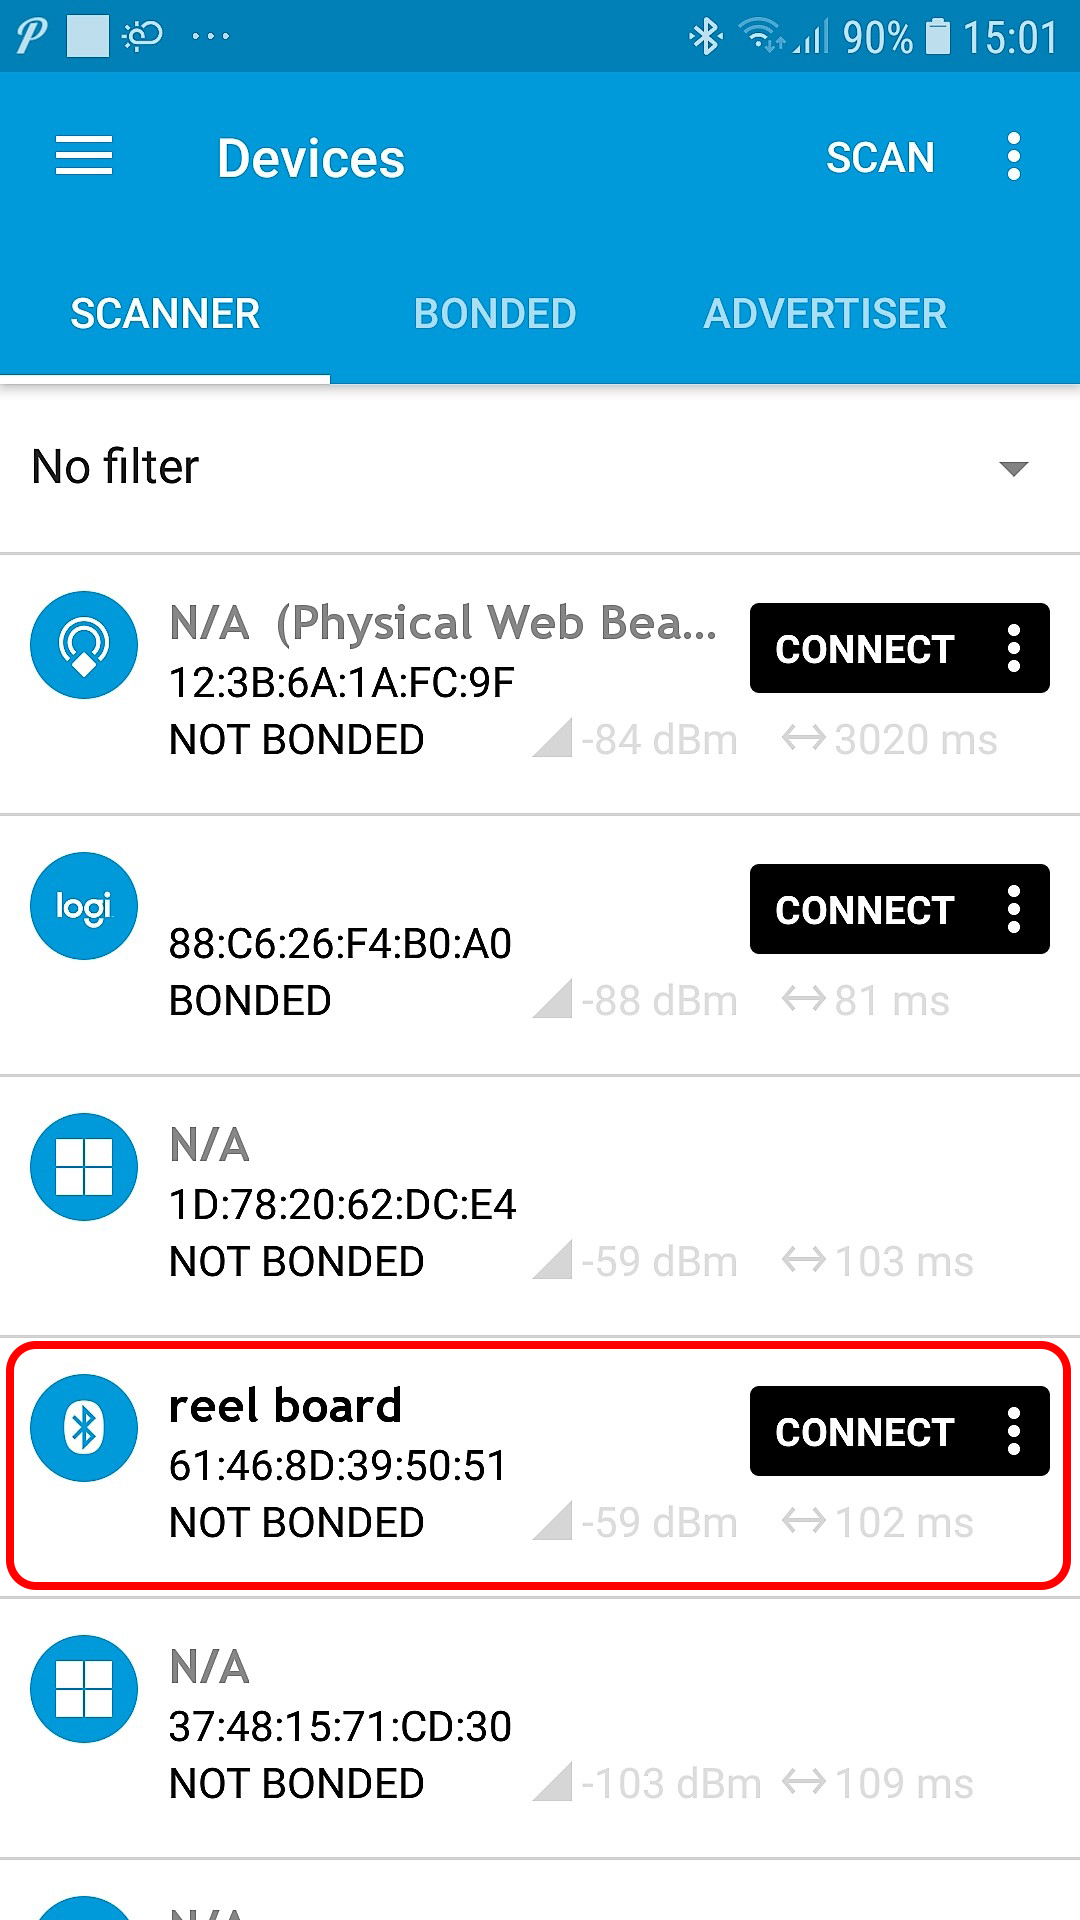 90% 15:01
Devices SCAN
SCANNER BONDED ADVERTISER
No filter
N/A (Physical Web Bea...
CONNECT
12:3B:6A:1A:FC:9F
NOT BONDED -84 dBm 3020 ms
logi
CONNECT
88:C6:26:F4:B0:A0
BONDED -88 dBm 81 ms
N/A
1D:78:20:62:DC:E4
NOT BONDED -59 dBm 103 ms
reel board
CONNECT
61:46:8D:39:50:51
NOT BONDED -59 dBm 102 ms
N/A
37:48:15:71:CD:30
NOT BONDED -103 dBm 109 ms
N/A